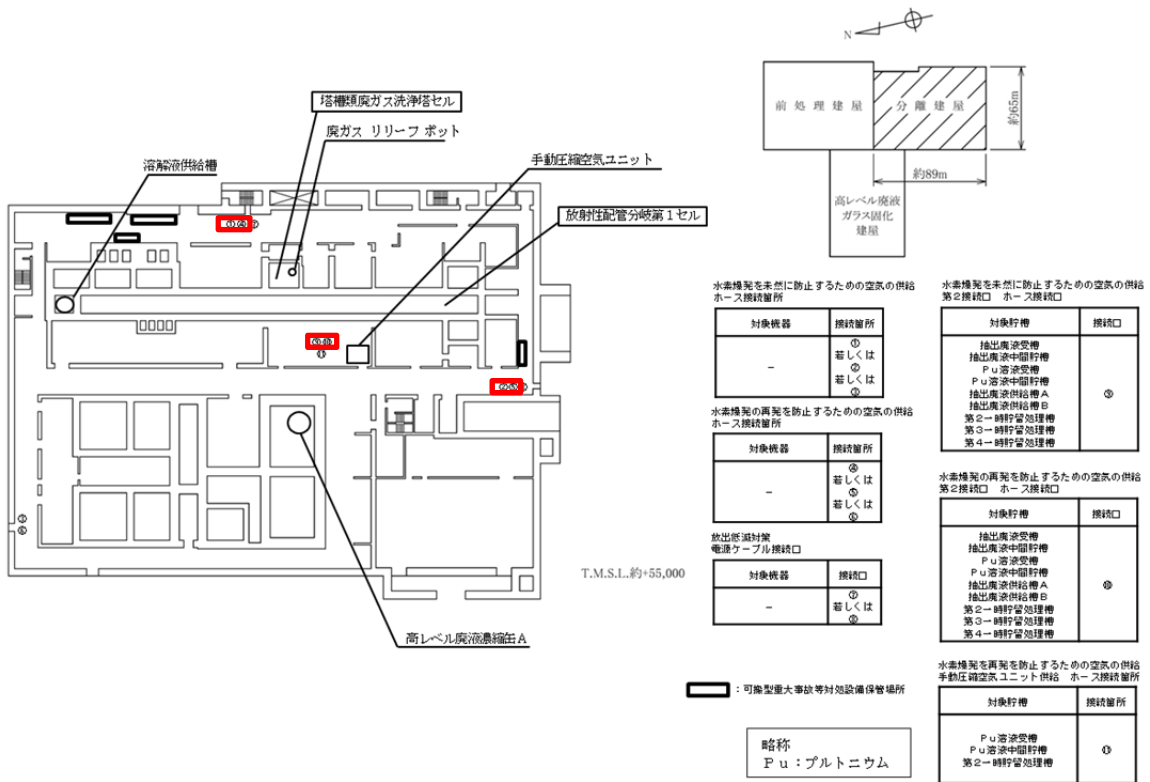 N
前処理建屋
分離建屋
約65m
約89m
高レベル廃液
ガラス固化
建屋
塔槽類廃ガス洗浄塔セル
廃ガス リリーフ ポット
手動圧縮空気ユニット
溶解液供給槽
放射性配管分岐第1セル
高レベル廃液濃縮缶A
T.M.S.L.約+55,000
水素爆発を未然に防止するための空気の供給
ホース接続箇所
対象機器 接続箇所
－
①
若しくは
②
若しくは
③
水素爆発の再発を防止するための空気の供給
ホース接続箇所
対象機器 接続箇所
－
④
若しくは
⑤
若しくは
⑥
放出低減対策
電源ケーブル接続口
対象機器 接続口
－
⑦
若しくは
⑧
水素爆発を未然に防止するための空気の供給
第2接続口 ホース接続口
対象貯槽 接続口
抽出廃液受槽
抽出廃液中間貯槽
Pu溶液受槽
Pu溶液中間貯槽
抽出廃液供給槽A
抽出廃液供給槽B
第2一時貯留処理槽
第3一時貯留処理槽
第4一時貯留処理槽
水素爆発の再発を防止するための空気の供給
第2接続口 ホース接続口
対象貯槽 接続口
抽出廃液受槽
抽出廃液中間貯槽
Pu溶液受槽
Pu溶液中間貯槽
抽出廃液供給槽A
抽出廃液供給槽B
第2一時貯留処理槽
第3一時貯留処理槽
第4一時貯留処理槽
水素爆発を再発を防止するための空気の供給
手動圧縮空気ユニット供給 ホース接続箇所
対象貯槽 接続箇所
Pu溶液受槽
Pu溶液中間貯槽
第2一時貯留処理槽
：可搬型重大事故等対処設備保管場所
略称
Pu：プルトニウム